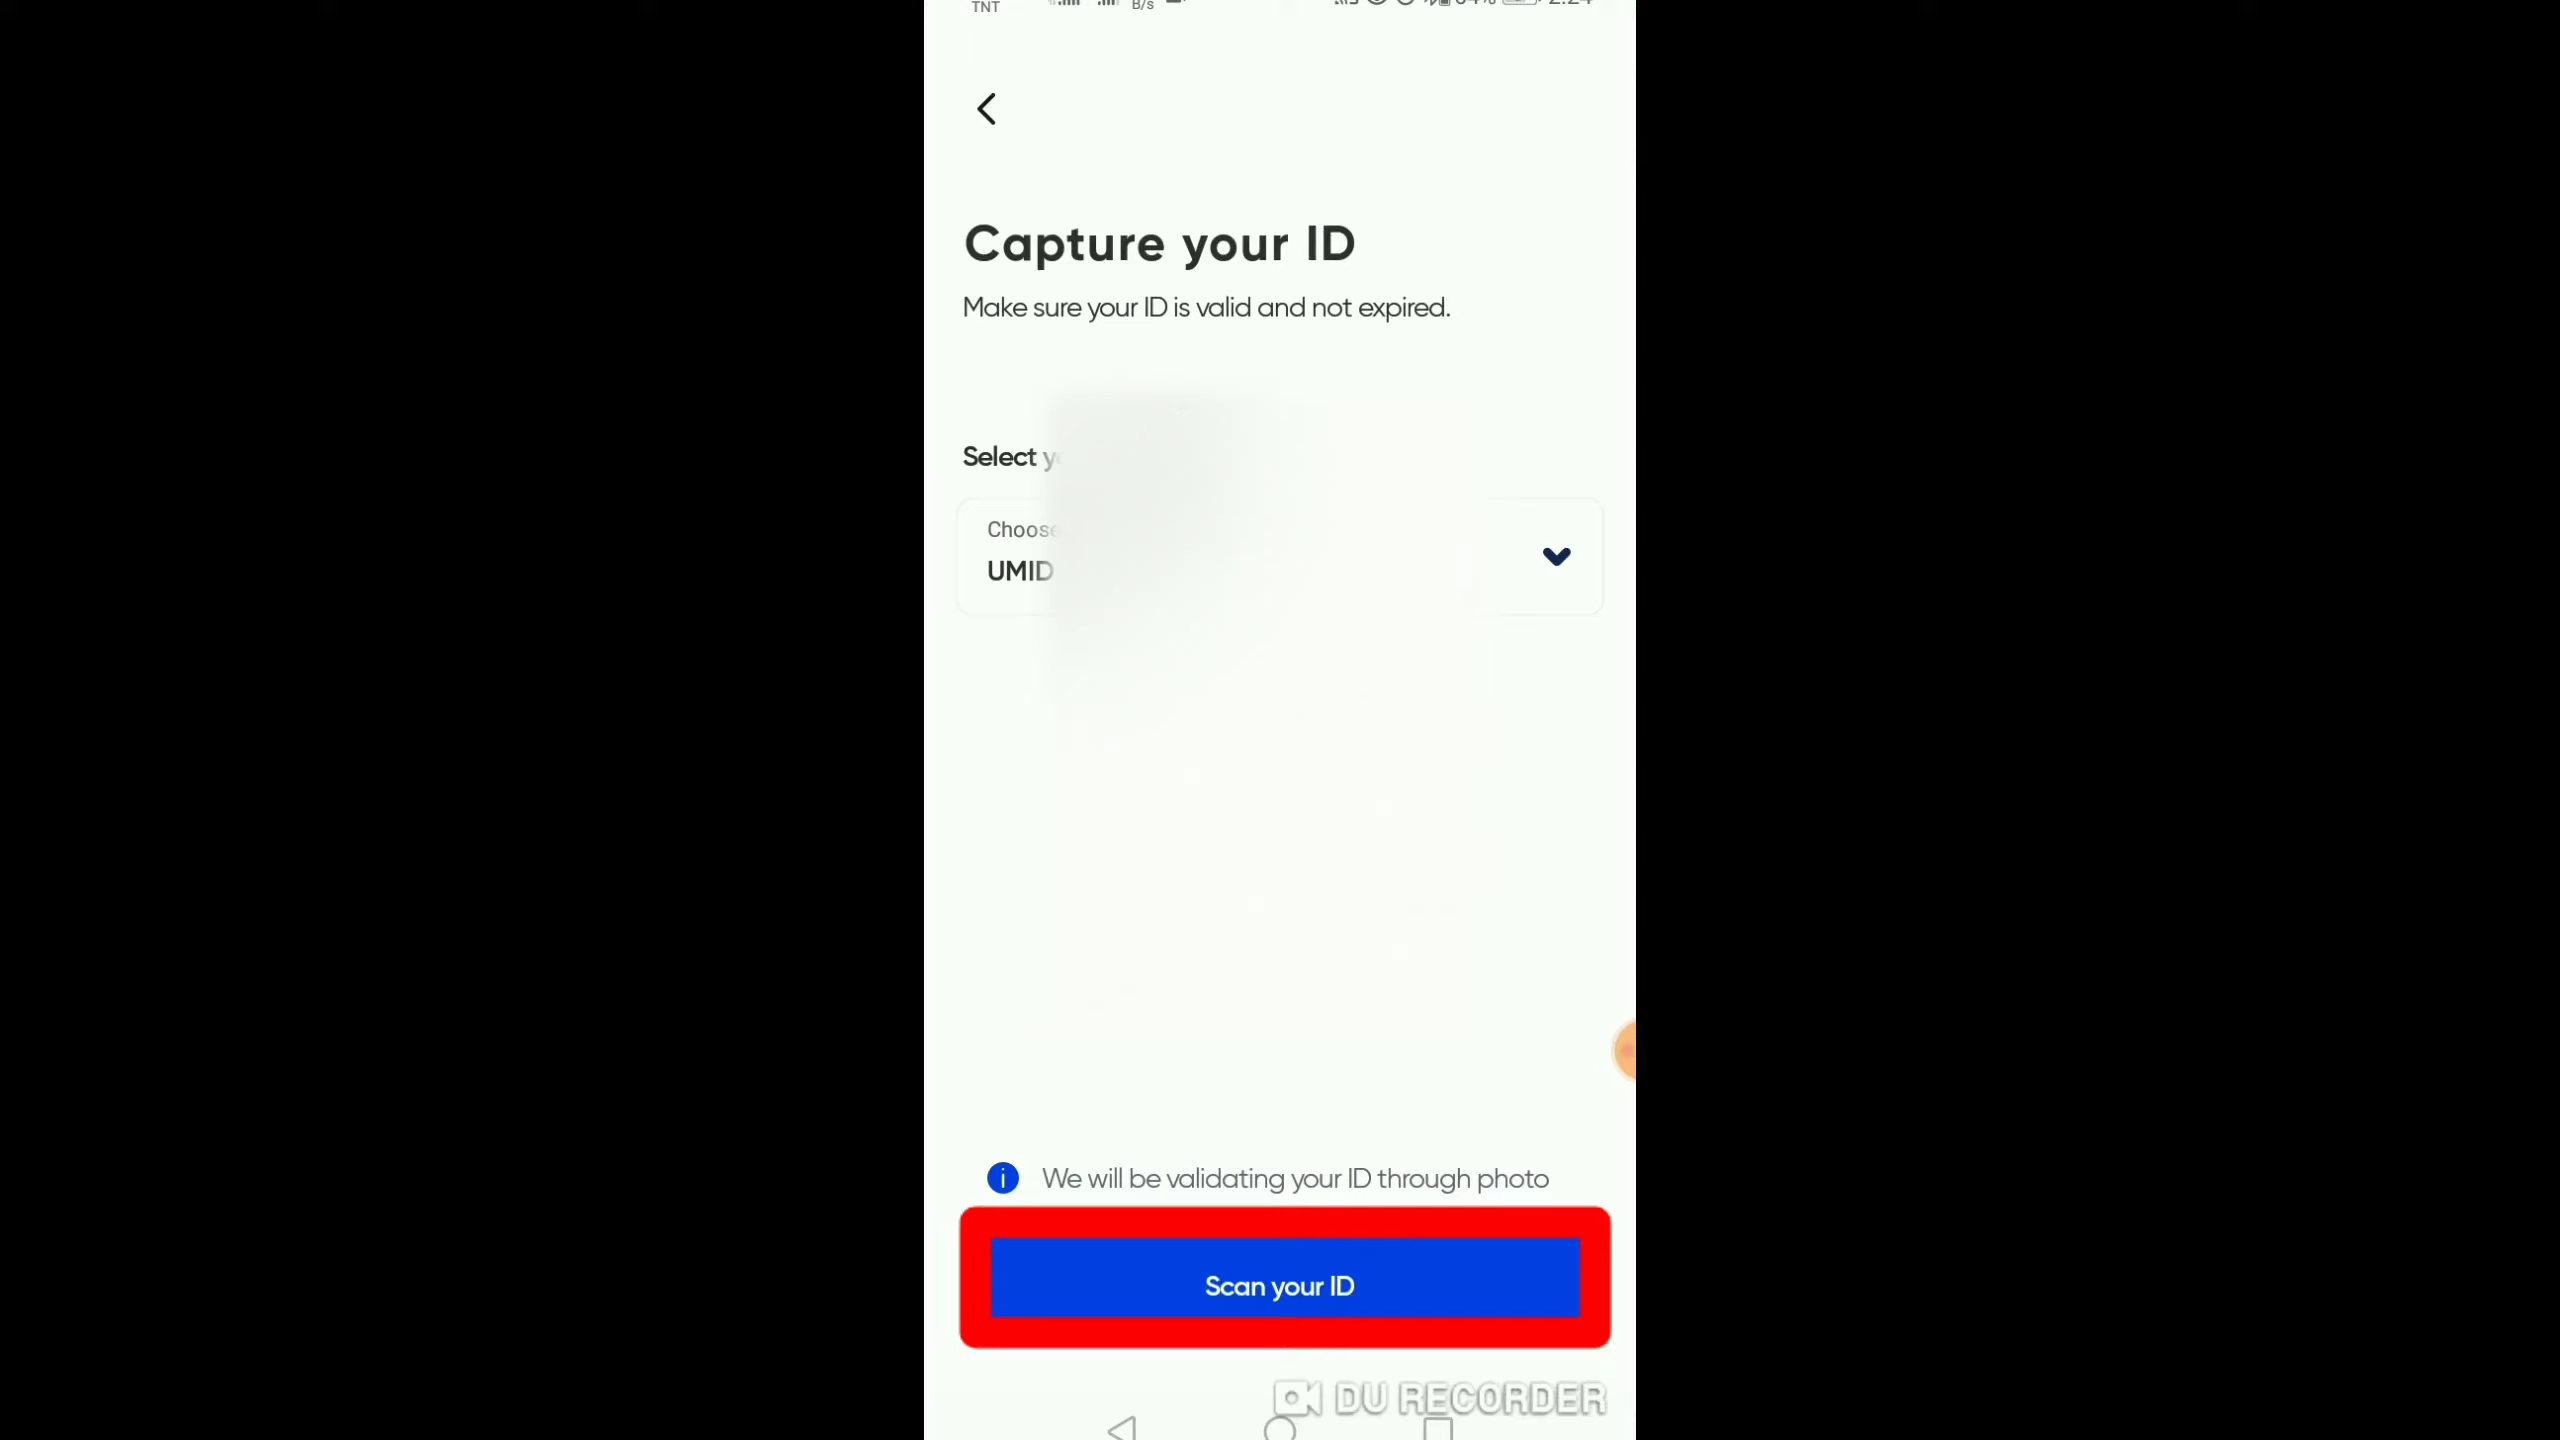 TNT
B/s
Capture your ID
Make sure your ID is valid and not expired.
Select
Choose
UMID
We will be validating your ID through photo
Scan your ID
DU RECORDER